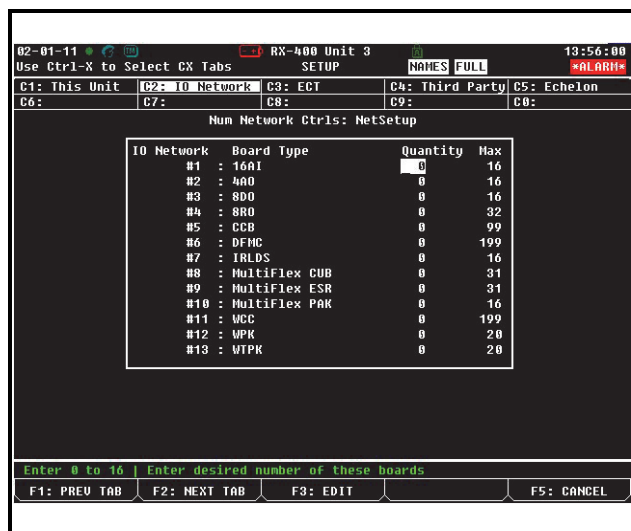 02-01-11 RX-400 Unit 3 13:56:00
Use Ctrl-X to Select CX Tabs SETUP NAMES FULL *ALARM*
C1: This Unit C2: IO Network C3: ECT C4: Third Party C5: Echelon
C6: C7: C8: C9: C0:
Num Network Ctrls: NetSetup
IO Network Board Type Quantity Max
#1 : 16AI 0 16
#2 : 4AO 0 16
#3 : 8DO 0 16
#4 : 8RO 0 32
#5 : CCB 0 99
#6 : DFMC 0 199
#7 : IRLDS 0 16
#8 : MultiFlex CUB 0 31
#9 : MultiFlex ESR 0 31
#10 : MultiFlex PAK 0 16
#11 : WCC 0 199
#12 : WPK 0 20
#13 : WTPK 0 20
Enter 0 to 16 | Enter desired number of these boards
F1: PREV TAB F2: NEXT TAB F3: EDIT F5: CANCEL